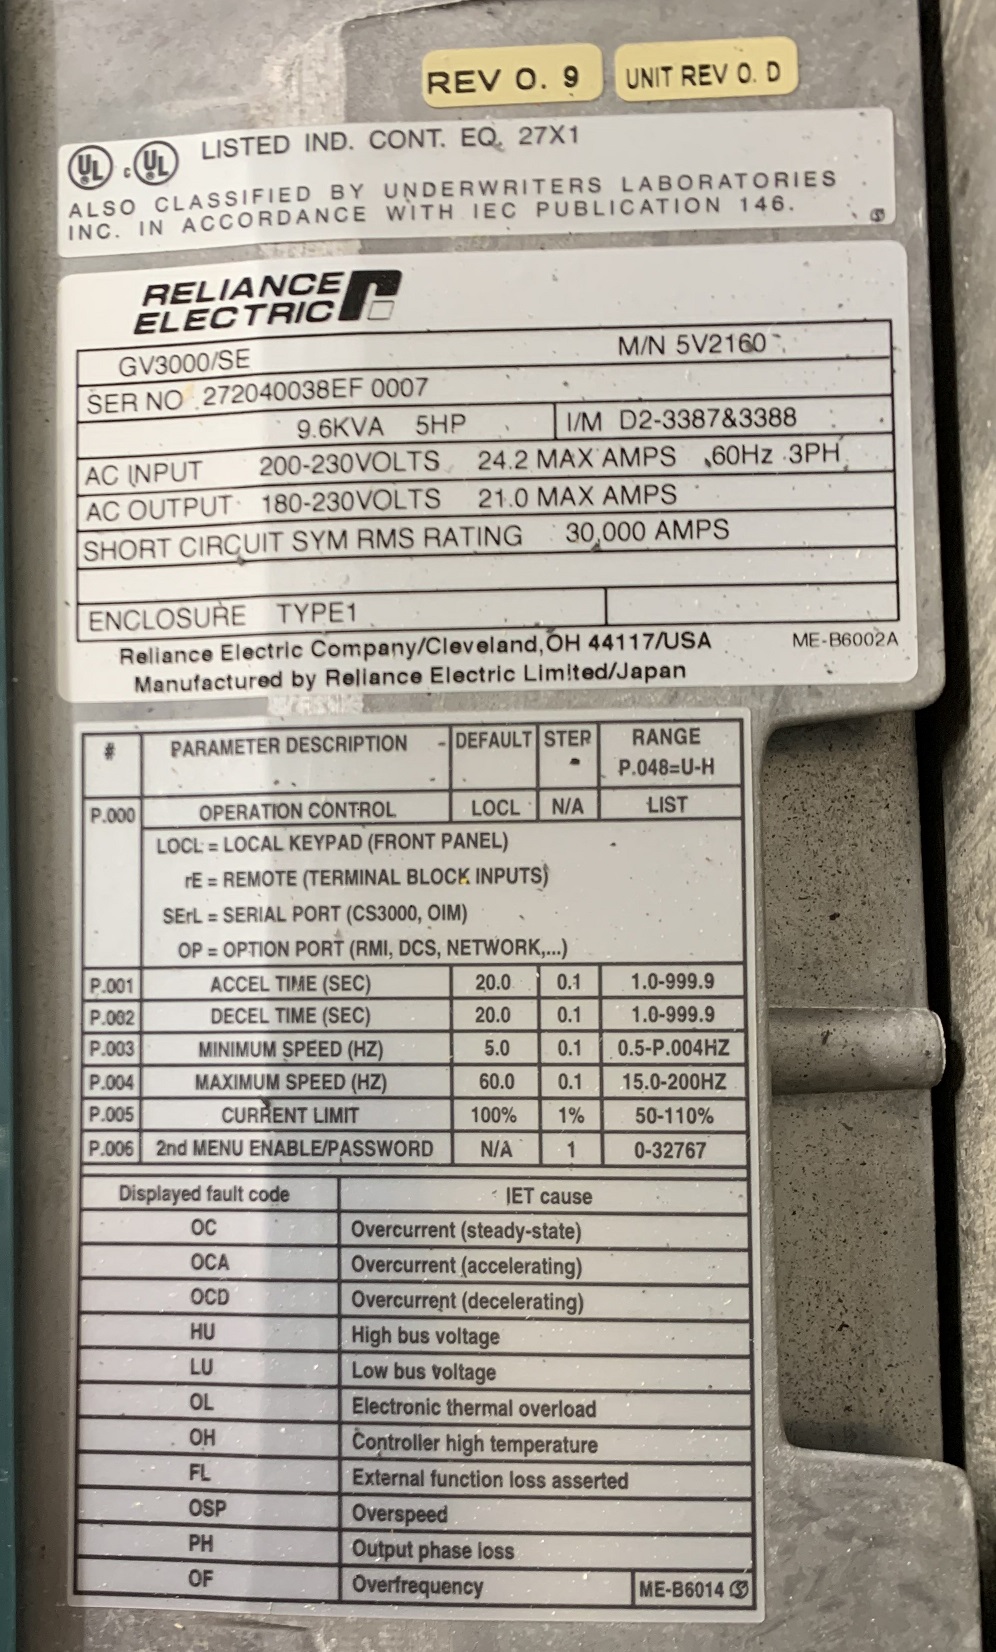 REV 0. 9 UNIT REV 0. D
UL c UL LISTED IND. CONT. EQ. 27X1
ALSO CLASSIFIED BY UNDERWRITERS LABORATORIES
INC. IN ACCORDANCE WITH IEC PUBLICATION 146.
RELIANCE
ELECTRIC
GV3000/SE M/N 5V2160
SER NO 272040038EF 0007
9.6KVA 5HP I/M D2-3387&3388
AC INPUT 200-230VOLTS 24.2 MAX AMPS 60Hz 3PH
AC OUTPUT 180-230VOLTS 21.0 MAX AMPS
SHORT CIRCUIT SYM RMS RATING 30,000 AMPS
ENCLOSURE TYPE1
Reliance Electric Company/Cleveland,OH 44117/USA ME-B6002A
Manufactured by Reliance Electric Limited/Japan
# PARAMETER DESCRIPTION DEFAULT STEP RANGE
P.048=U-H
P.000 OPERATION CONTROL LOCL N/A LIST
LOCL = LOCAL KEYPAD (FRONT PANEL)
rE = REMOTE (TERMINAL BLOCK INPUTS)
SErL = SERIAL PORT (CS3000, OIM)
OP = OPTION PORT (RMI, DCS, NETWORK,...)
P.001 ACCEL TIME (SEC) 20.0 0.1 1.0-999.9
P.002 DECEL TIME (SEC) 20.0 0.1 1.0-999.9
P.003 MINIMUM SPEED (HZ) 5.0 0.1 0.5-P.004HZ
P.004 MAXIMUM SPEED (HZ) 60.0 0.1 15.0-200HZ
P.005 CURRENT LIMIT 100% 1% 50-110%
P.006 2nd MENU ENABLE/PASSWORD N/A 1 0-32767
Displayed fault code IET cause
OC Overcurrent (steady-state)
OCA Overcurrent (accelerating)
OCD Overcurrent (decelerating)
HU High bus voltage
LU Low bus voltage
OL Electronic thermal overload
OH Controller high temperature
FL External function loss asserted
OSP Overspeed
PH Output phase loss
OF Overfrequency ME-B6014